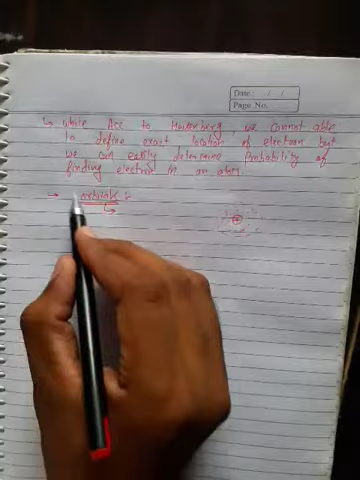 Date : / /
Page No.
↳ while Acc to Heisenberg, we cannot able
to define exact location of electron but
we can easily determine Probability of
finding electron in an atom.
→